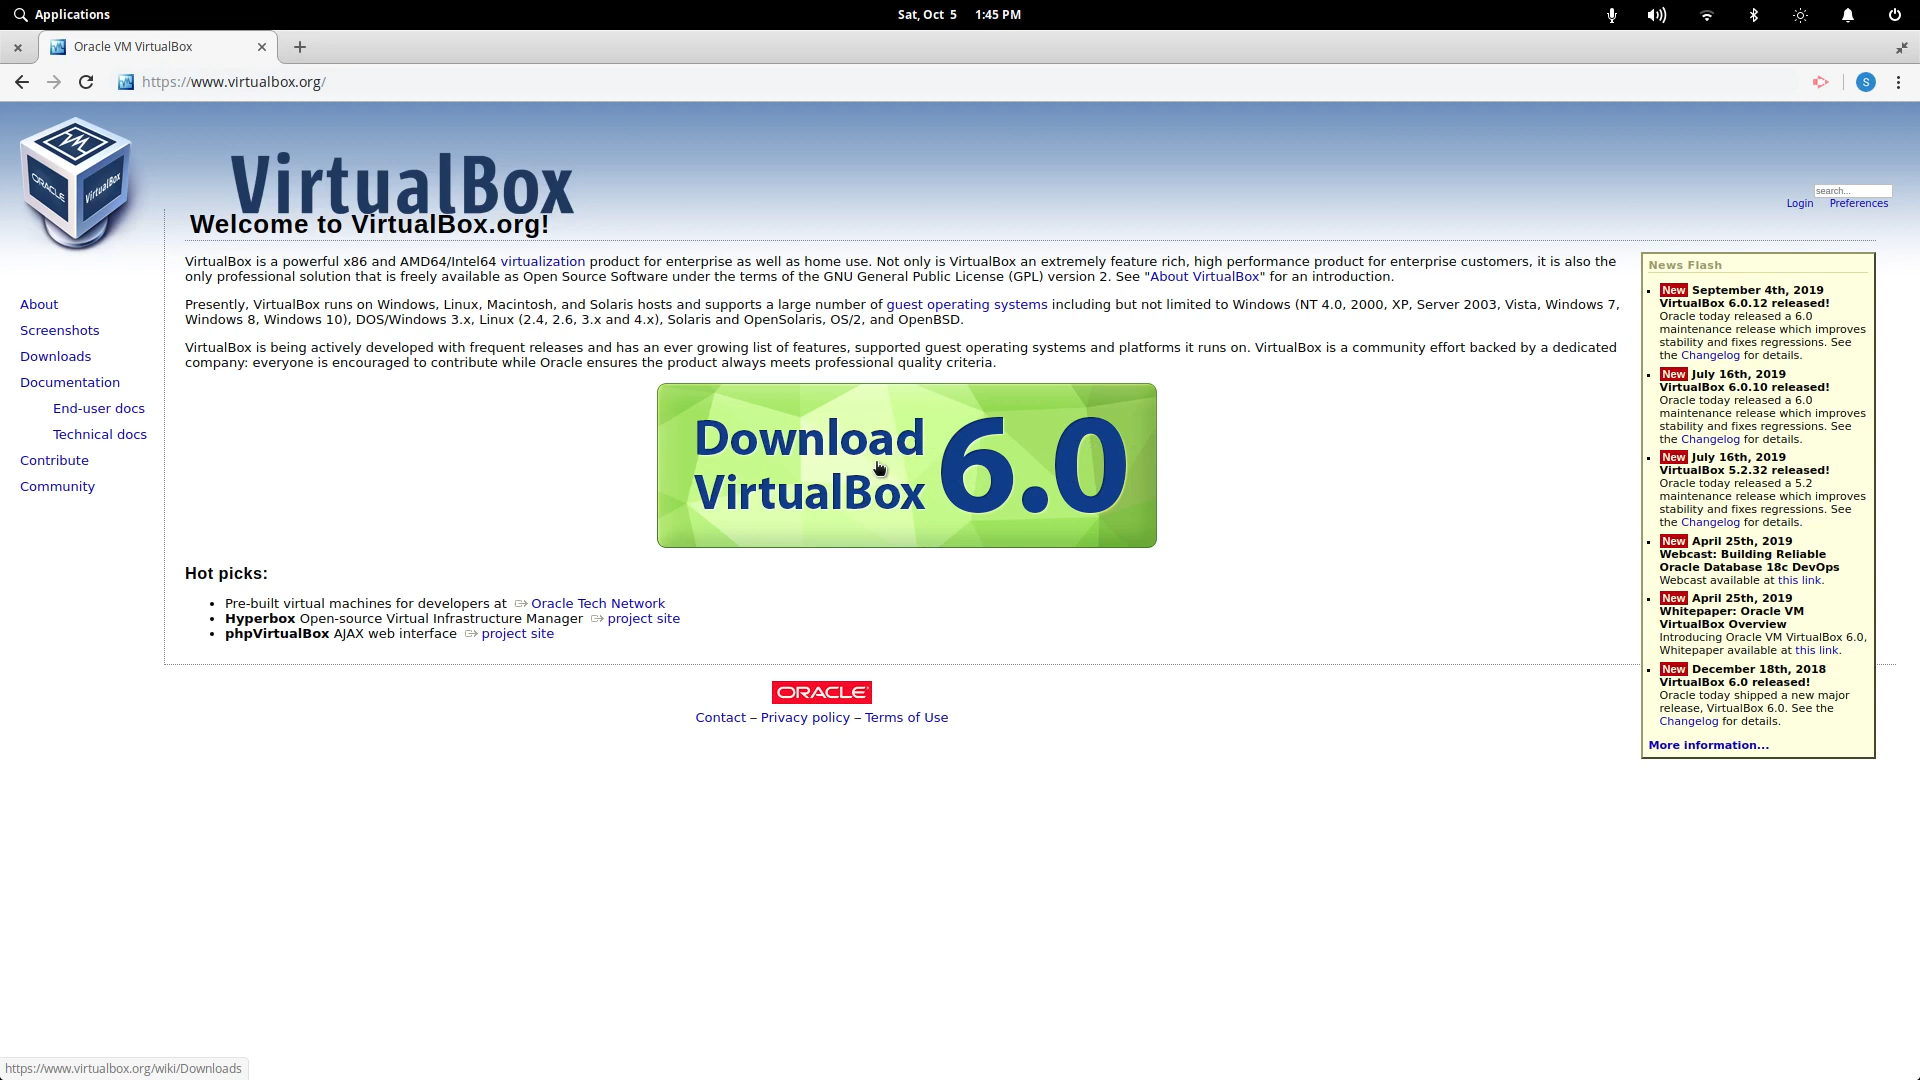 Applications
Sat, Oct 5 1:45 PM
Oracle VM VirtualBox
https://www.virtualbox.org/
S
ORACLE
VirtualBox
VirtualBox
search...
Login Preferences
Welcome to VirtualBox.org!
VirtualBox is a powerful x86 and AMD64/Intel64 virtualization product for enterprise as well as home use. Not only is VirtualBox an extremely feature rich, high performance product for enterprise customers, it is also the
only professional solution that is freely available as Open Source Software under the terms of the GNU General Public License (GPL) version 2. See "About VirtualBox" for an introduction.
Presently, VirtualBox runs on Windows, Linux, Macintosh, and Solaris hosts and supports a large number of guest operating systems including but not limited to Windows (NT 4.0, 2000, XP, Server 2003, Vista, Windows 7,
Windows 8, Windows 10), DOS/Windows 3.x, Linux (2.4, 2.6, 3.x and 4.x), Solaris and OpenSolaris, OS/2, and OpenBSD.
VirtualBox is being actively developed with frequent releases and has an ever growing list of features, supported guest operating systems and platforms it runs on. VirtualBox is a community effort backed by a dedicated
company: everyone is encouraged to contribute while Oracle ensures the product always meets professional quality criteria.
About
Screenshots
Downloads
Documentation
End-user docs
Technical docs
Contribute
Community
Download
VirtualBox
6.0
Hot picks:
Pre-built virtual machines for developers at Oracle Tech Network
Hyperbox Open-source Virtual Infrastructure Manager project site
phpVirtualBox AJAX web interface project site
ORACLE
Contact – Privacy policy – Terms of Use
News Flash
New September 4th, 2019
VirtualBox 6.0.12 released!
Oracle today released a 6.0
maintenance release which improves
stability and fixes regressions. See
the Changelog for details.
New July 16th, 2019
VirtualBox 6.0.10 released!
Oracle today released a 6.0
maintenance release which improves
stability and fixes regressions. See
the Changelog for details.
New July 16th, 2019
VirtualBox 5.2.32 released!
Oracle today released a 5.2
maintenance release which improves
stability and fixes regressions. See
the Changelog for details.
New April 25th, 2019
Webcast: Building Reliable
Oracle Database 18c DevOps
Webcast available at this link.
New April 25th, 2019
Whitepaper: Oracle VM
VirtualBox Overview
Introducing Oracle VM VirtualBox 6.0,
Whitepaper available at this link.
New December 18th, 2018
VirtualBox 6.0 released!
Oracle today shipped a new major
release, VirtualBox 6.0. See the
Changelog for details.
More information...
https://www.virtualbox.org/wiki/Downloads